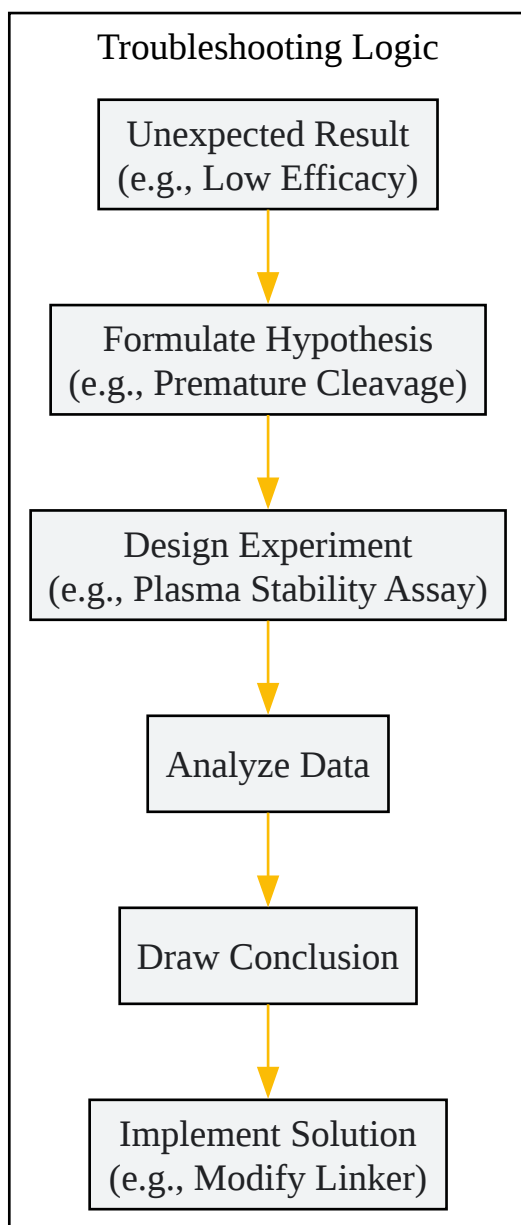 Troubleshooting Logic
Unexpected Result
(e.g., Low Efficacy)
Formulate Hypothesis
(e.g., Premature Cleavage)
Design Experiment
(e.g., Plasma Stability Assay)
Analyze Data
Draw Conclusion
Implement Solution
(e.g., Modify Linker)